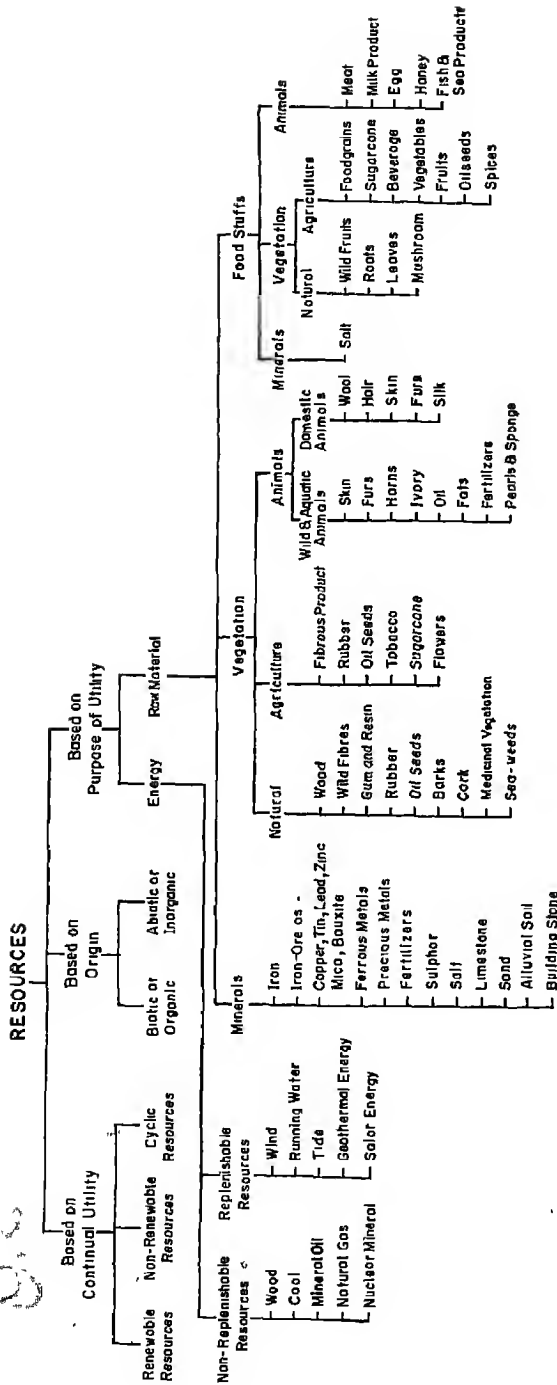 RESOURCES
Based on
Continual Utility
Based on
Origin
Based on
Purpose of Utility
Renewable
Resources
Non-Renewable
Resources
Cyclic
Resources
Biotic or
Organic
Abiotic or
Inorganic
Energy
Raw Material
Non-Replenishable
Resources
Wood
Coal
Mineral Oil
Natural Gas
Nuclear Mineral
Replenishable
Resources
Wind
Running Water
Tide
Geothermal Energy
Solar Energy
Minerals
Iron
Iron-Ore as -
Copper, Tin, Lead, Zinc
Mica, Bauxite
Ferrous Metals
Precious Metals
Fertilizers
Sulphor
Salt
Limestone
Sand
Alluvial Soil
Building Stone
Vegetation
Natural
Wood
Wild Fibres
Gum and Resin
Rubber
Oil Seeds
Barks
Cork
Medicinal Vegetation
Sea-weeds
Agriculture
Fibrous Product
Rubber
Oil Seeds
Tobacco
Sugarcane
Flowers
Animals
Wild & Aquatic
Animals
Skin
Furs
Horns
Ivory
Oil
Fats
Fertilizers
Pearls & Sponge
Domestic
Animals
Wool
Hair
Skin
Furs
Silk
Food Stuffs
Minerals
Salt
Vegetation
Natural
Wild Fruits
Roots
Leaves
Mushroom
Agriculture
Foodgrains
Sugarcane
Beverage
Vegetables
Fruits
Oilseeds
Spices
Animals
Meat
Milk Product
Egg
Honey
Fish &
Sea Products